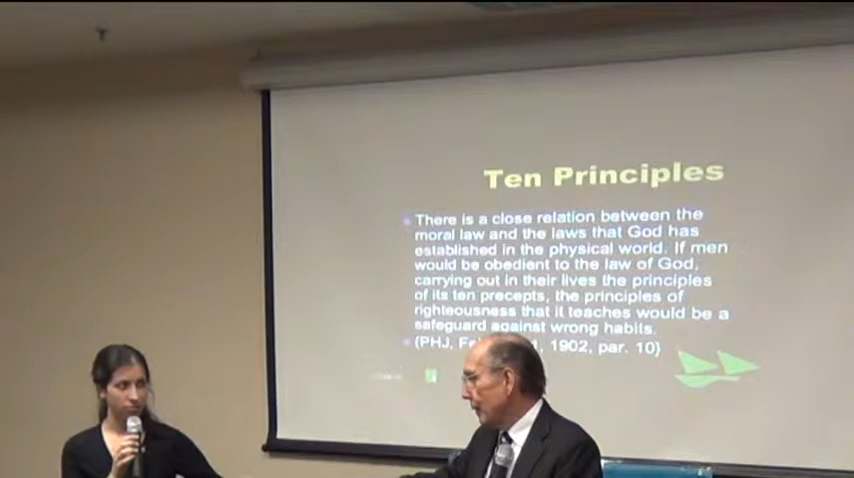 Ten Principles
There is a close relation between the
moral law and the laws that God has
established in the physical world. If men
would be obedient to the law of God,
carrying out in their lives the principles
of its ten precepts, the principles of
righteousness that it teaches would be a
safeguard against wrong habits.
{PHJ, 1902, par. 10}